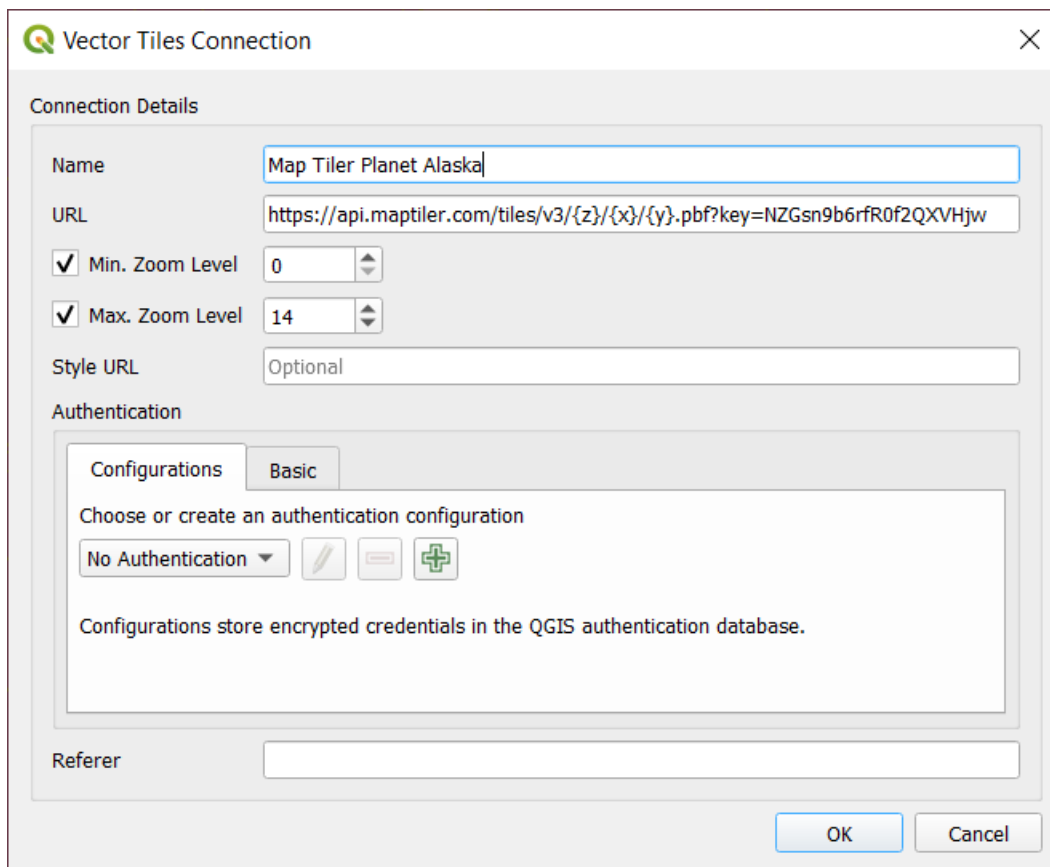 Vector Tiles Connection
Connection Details
Name Map Tiler Planet Alaska
URL https://api.maptiler.com/tiles/v3/{z}/{x}/{y}.pbf?key=NZGsn9b6rfR0f2QXVHjw
Min. Zoom Level 0
Max. Zoom Level 14
Style URL Optional
Authentication
Configurations Basic
Choose or create an authentication configuration
No Authentication
Configurations store encrypted credentials in the QGIS authentication database.
Referer
OK Cancel